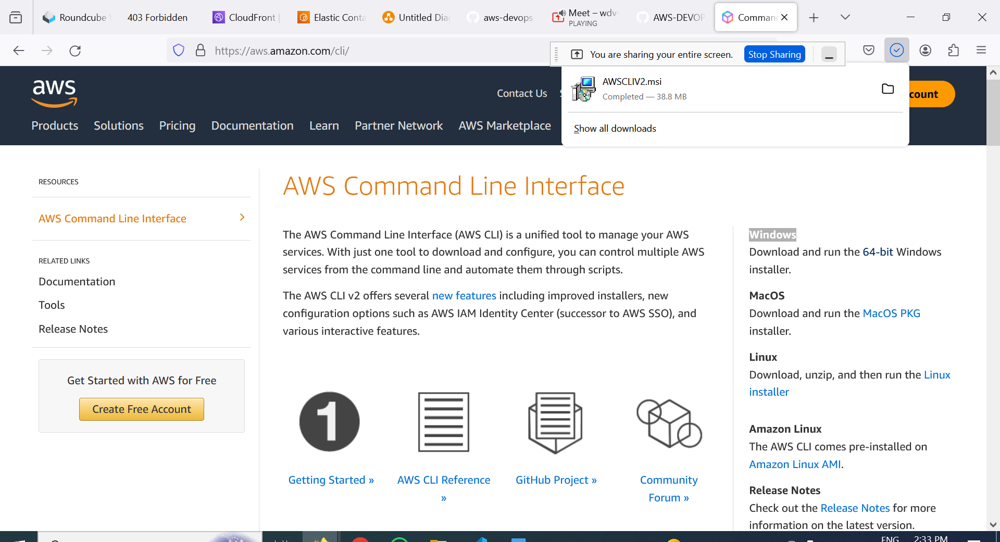 Roundcube
403 Forbidden
CloudFront
Elastic Conta
Untitled Dia
aws-devops-
Meet – wdv-
PLAYING
AWS-DEVOP
Comman
https://aws.amazon.com/cli/
You are sharing your entire screen.
Stop Sharing
AWSCLIV2.msi
Completed — 38.8 MB
Show all downloads
aws
Contact Us
count
Products
Solutions
Pricing
Documentation
Learn
Partner Network
AWS Marketplace
RESOURCES
AWS Command Line Interface
RELATED LINKS
Documentation
Tools
Release Notes
Get Started with AWS for Free
Create Free Account
AWS Command Line Interface
The AWS Command Line Interface (AWS CLI) is a unified tool to manage your AWS
services. With just one tool to download and configure, you can control multiple AWS
services from the command line and automate them through scripts.
The AWS CLI v2 offers several new features including improved installers, new
configuration options such as AWS IAM Identity Center (successor to AWS SSO), and
various interactive features.
1
Getting Started »
AWS CLI Reference
»
GitHub Project »
Community
Forum »
Windows
Download and run the 64-bit Windows
installer.
MacOS
Download and run the MacOS PKG
installer.
Linux
Download, unzip, and then run the Linux
installer
Amazon Linux
The AWS CLI comes pre-installed on
Amazon Linux AMI.
Release Notes
Check out the Release Notes for more
information on the latest version.
ENG
2:33 PM